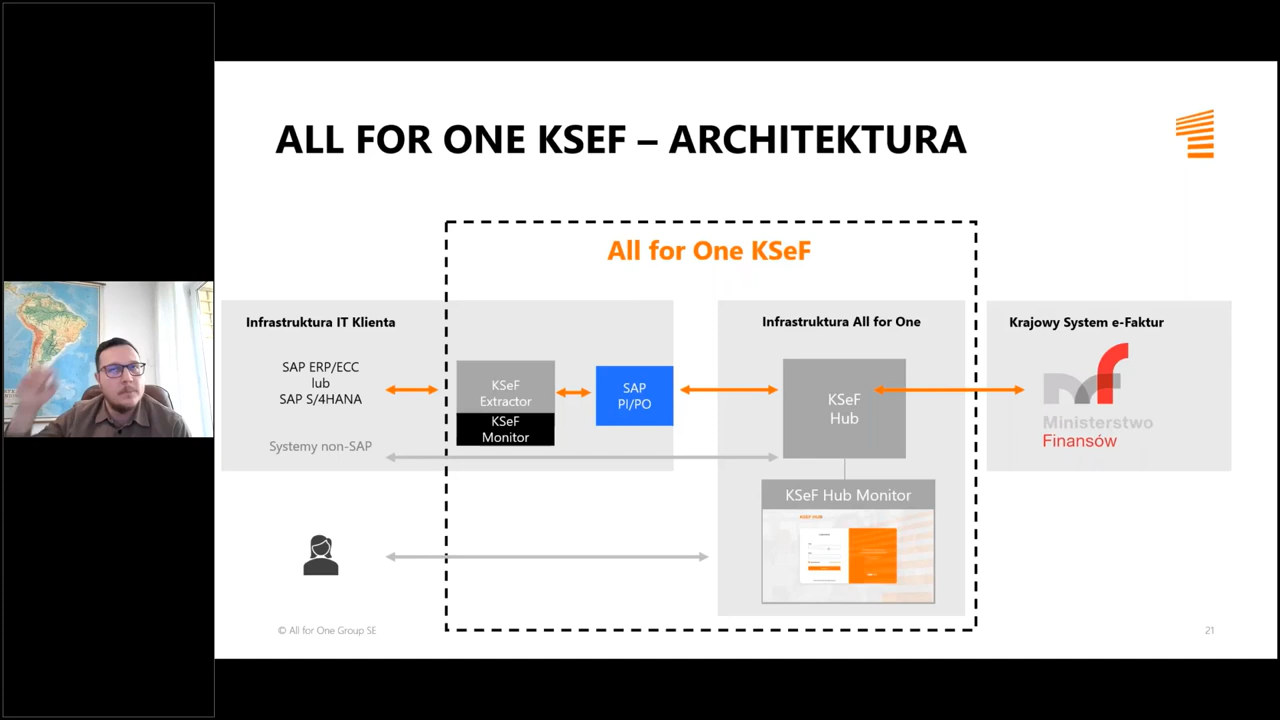 ALL FOR ONE KSEF – ARCHITEKTURA
All for One KSeF
Infrastruktura IT Klienta
SAP ERP/ECC
lub
SAP S/4HANA
Systemy non-SAP
KSeF
Extractor
KSeF
Monitor
SAP
PI/PO
Infrastruktura All for One
KSeF
Hub
KSeF Hub Monitor
KSEF HUB
Krajowy System e-Faktur
Ministerstwo
Finansów
© All for One Group SE
21